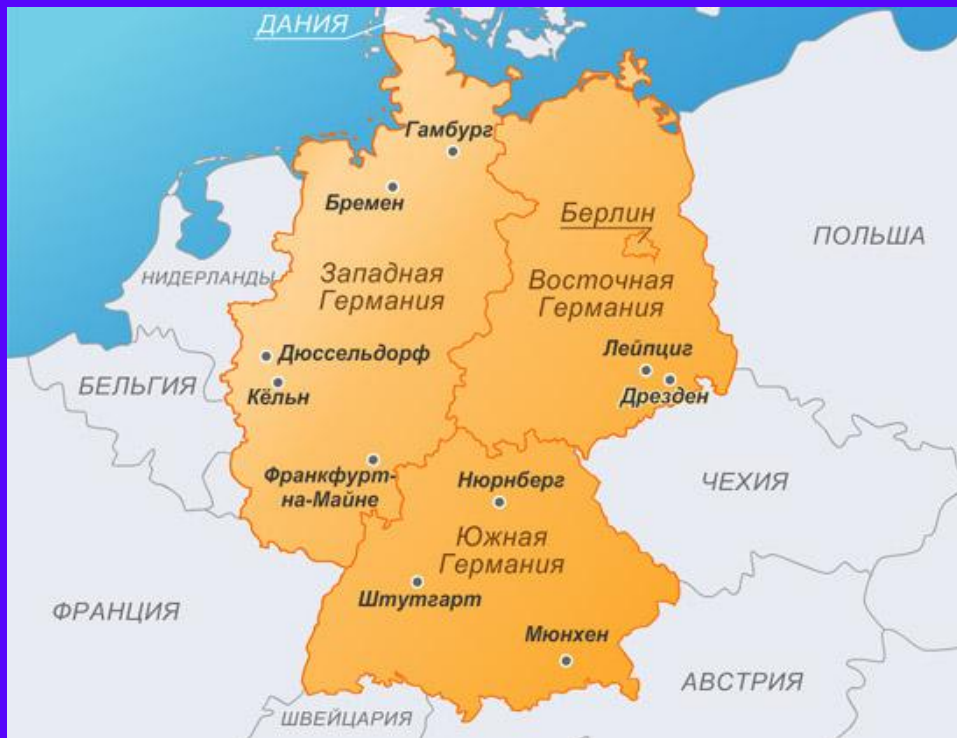 ДАНИЯ
Гамбург
Бремен
Берлин
ПОЛЬША
НИДЕРЛАНДЫ
Западная
Германия
Восточная
Германия
Дюссельдорф
Лейпциг
БЕЛЬГИЯ
Кёльн
Дрезден
Франкфурт-
на-Майне
Нюрнберг
ЧЕХИЯ
Южная
Германия
Штутгарт
ФРАНЦИЯ
Мюнхен
АВСТРИЯ
ШВЕЙЦАРИЯ